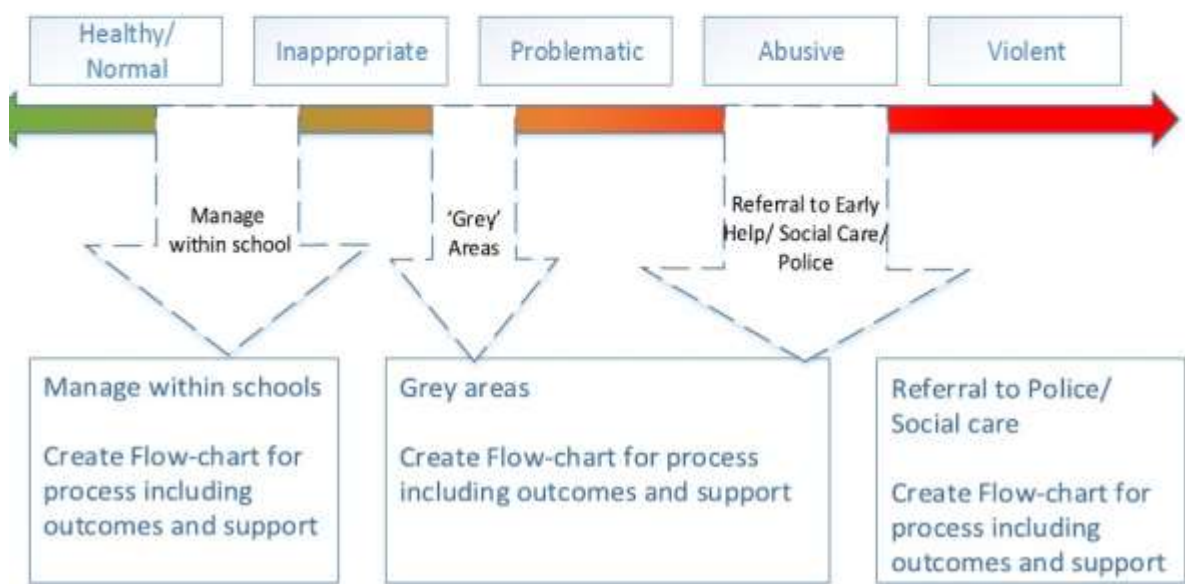 Healthy/
Normal
Inappropriate
Problematic
Abusive
Violent
Manage
within school
'Grey'
Areas
Referral to Early
Help/ Social Care/
Police
Manage within schools
Create Flow-chart for
process including
outcomes and support
Grey areas
Create Flow-chart for process
including outcomes and support
Referral to Police/
Social care
Create Flow-chart for
process including
outcomes and support